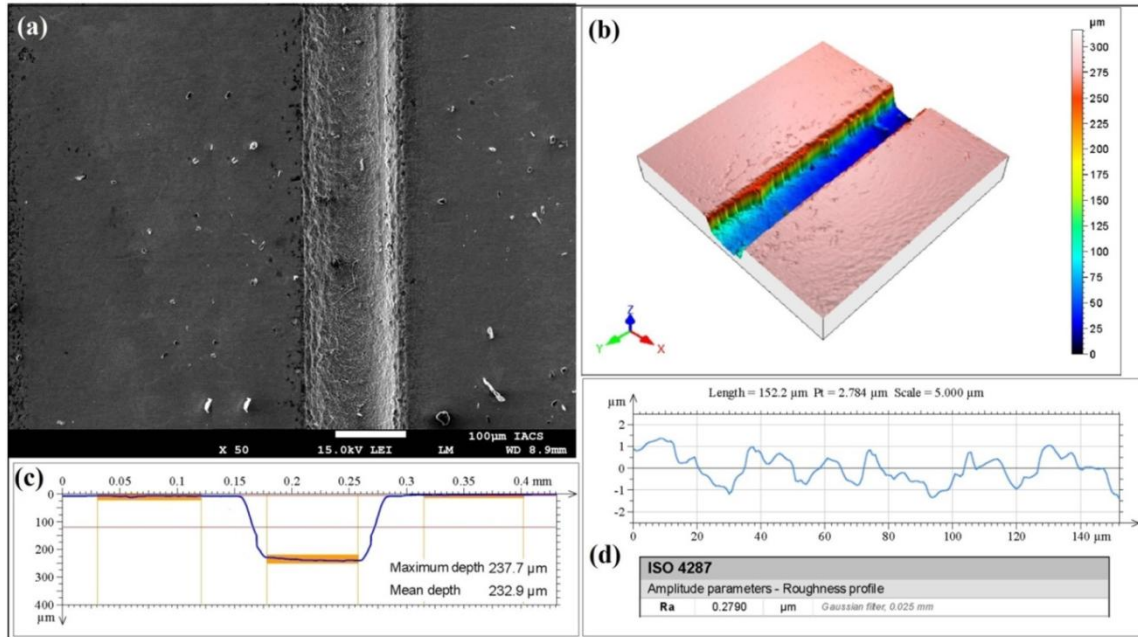 (a)
100μm IACS
X 50 15.0kV LEI LM WD 8.9mm
(b)
μm
300
275
250
225
200
175
150
125
100
75
50
25
0
Z
Y X
(c)
0 0.05 0.1 0.15 0.2 0.25 0.3 0.35 0.4 mm
0
100
200
300
400
μm
Maximum depth 237.7 μm
Mean depth 232.9 μm
Length = 152.2 μm Pt = 2.784 μm Scale = 5.000 μm
μm
2
1
0
-1
-2
0 20 40 60 80 100 120 140 μm
(d)
ISO 4287
Amplitude parameters - Roughness profile
Ra 0.2790 μm Gaussian filter, 0.025 mm